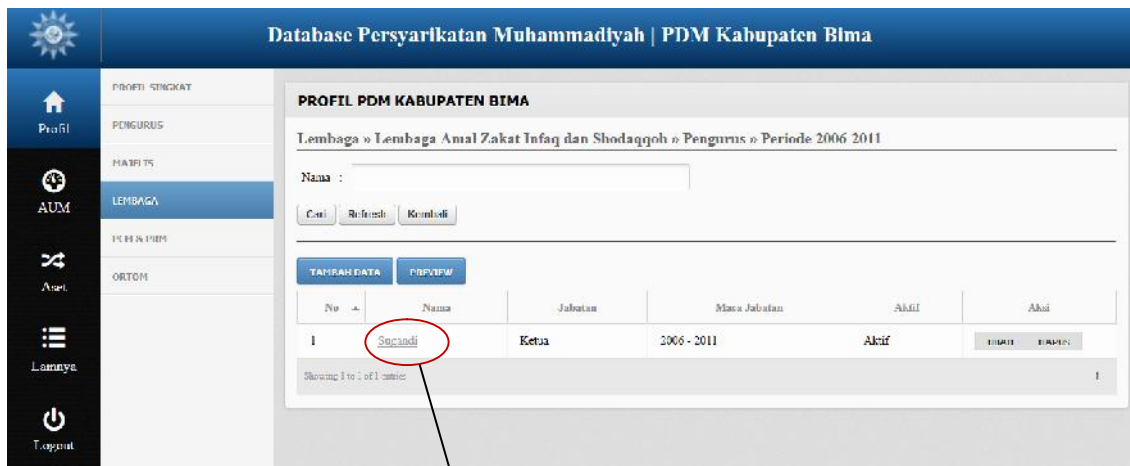 Database Persyarikatan Muhammadiyah | PDM Kabupaten Bima
Profil
AUM
Aset
Lainnya
Logout
PROFIL SINGKAT
PENGURUS
MAJELIS
LEMBAGA
PCM & PRM
ORTOM
PROFIL PDM KABUPATEN BIMA
Lembaga » Lembaga Amal Zakat Infaq dan Shodaqqoh » Pengurus » Periode 2006 2011
Nama :
Cari Refresh Kembali
TAMBAH DATA PREVIEW
No Nama Jabatan Masa Jabatan Aktif Aksi
1 Sugandi Ketua 2006 - 2011 Aktif UBAH HAPUS
Showing 1 to 1 of 1 entries 1